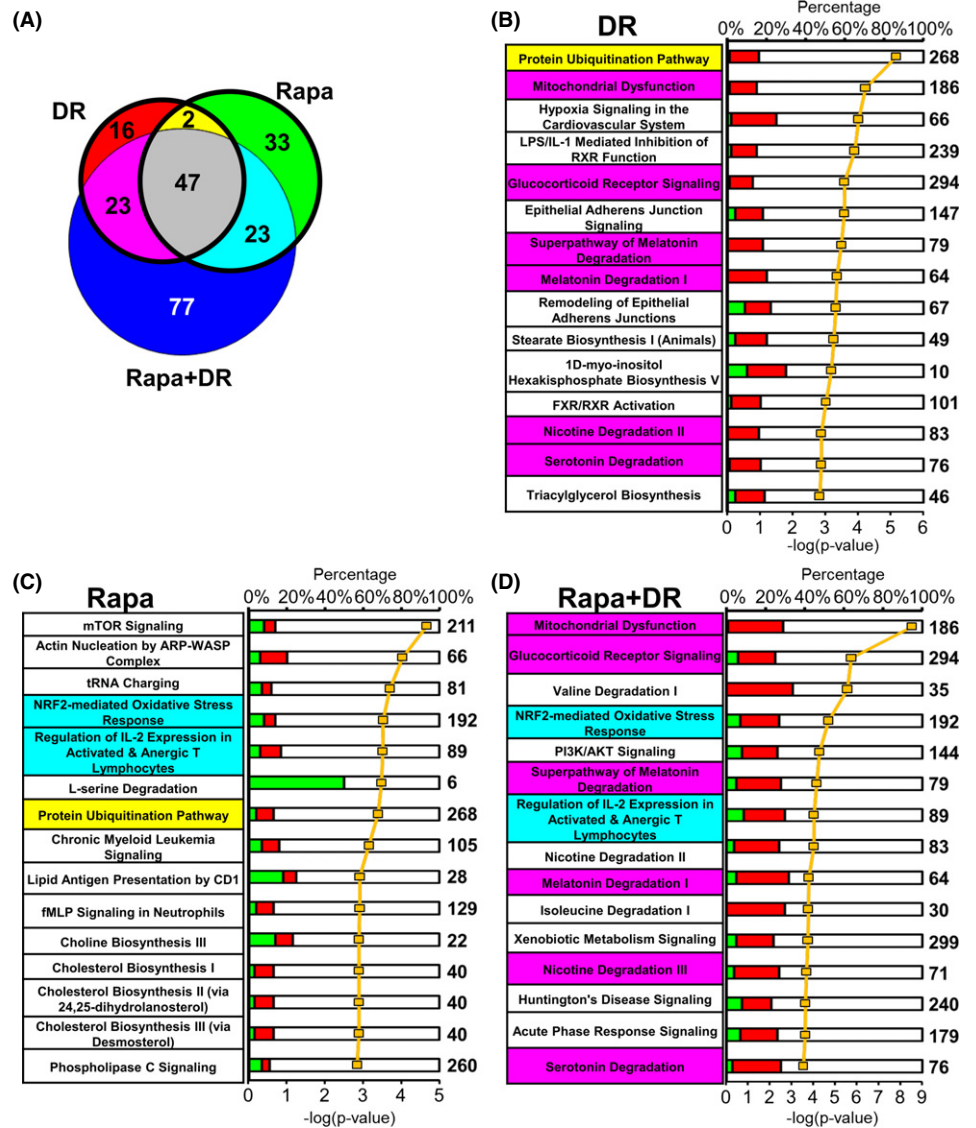 (A)
DR
Rapa
16
2
33
47
23
23
77
Rapa+DR
(B)
DR
Percentage
0% 20% 40% 60% 80% 100%
Protein Ubiquitination Pathway 268
Mitochondrial Dysfunction 186
Hypoxia Signaling in the
Cardiovascular System 66
LPS/IL-1 Mediated Inhibition of
RXR Function 239
Glucocorticoid Receptor Signaling 294
Epithelial Adherens Junction
Signaling 147
Superpathway of Melatonin
Degradation 79
Melatonin Degradation I 64
Remodeling of Epithelial
Adherens Junctions 67
Stearate Biosynthesis I (Animals) 49
1D-myo-inositol
Hexakisphosphate Biosynthesis V 10
FXR/RXR Activation 101
Nicotine Degradation II 83
Serotonin Degradation 76
Triacylglycerol Biosynthesis 46
0 1 2 3 4 5 6
-log(p-value)
(C)
Rapa
Percentage
0% 20% 40% 60% 80% 100%
mTOR Signaling 211
Actin Nucleation by ARP-WASP
Complex 66
tRNA Charging 81
NRF2-mediated Oxidative Stress
Response 192
Regulation of IL-2 Expression in
Activated & Anergic T
Lymphocytes 89
L-serine Degradation 6
Protein Ubiquitination Pathway 268
Chronic Myeloid Leukemia
Signaling 105
Lipid Antigen Presentation by CD1 28
fMLP Signaling in Neutrophils 129
Choline Biosynthesis III 22
Cholesterol Biosynthesis I 40
Cholesterol Biosynthesis II (via
24,25-dihydrolanosterol) 40
Cholesterol Biosynthesis III (via
Desmosterol) 40
Phospholipase C Signaling 260
0 1 2 3 4 5
-log(p-value)
(D)
Rapa+DR
Percentage
0% 20% 40% 60% 80% 100%
Mitochondrial Dysfunction 186
Glucocorticoid Receptor Signaling 294
Valine Degradation I 35
NRF2-mediated Oxidative Stress
Response 192
PI3K/AKT Signaling 144
Superpathway of Melatonin
Degradation 79
Regulation of IL-2 Expression in
Activated & Anergic T
Lymphocytes 89
Nicotine Degradation II 83
Melatonin Degradation I 64
Isoleucine Degradation I 30
Xenobiotic Metabolism Signaling 299
Nicotine Degradation III 71
Huntington's Disease Signaling 240
Acute Phase Response Signaling 179
Serotonin Degradation 76
0 1 2 3 4 5 6 7 8 9
-log(p-value)